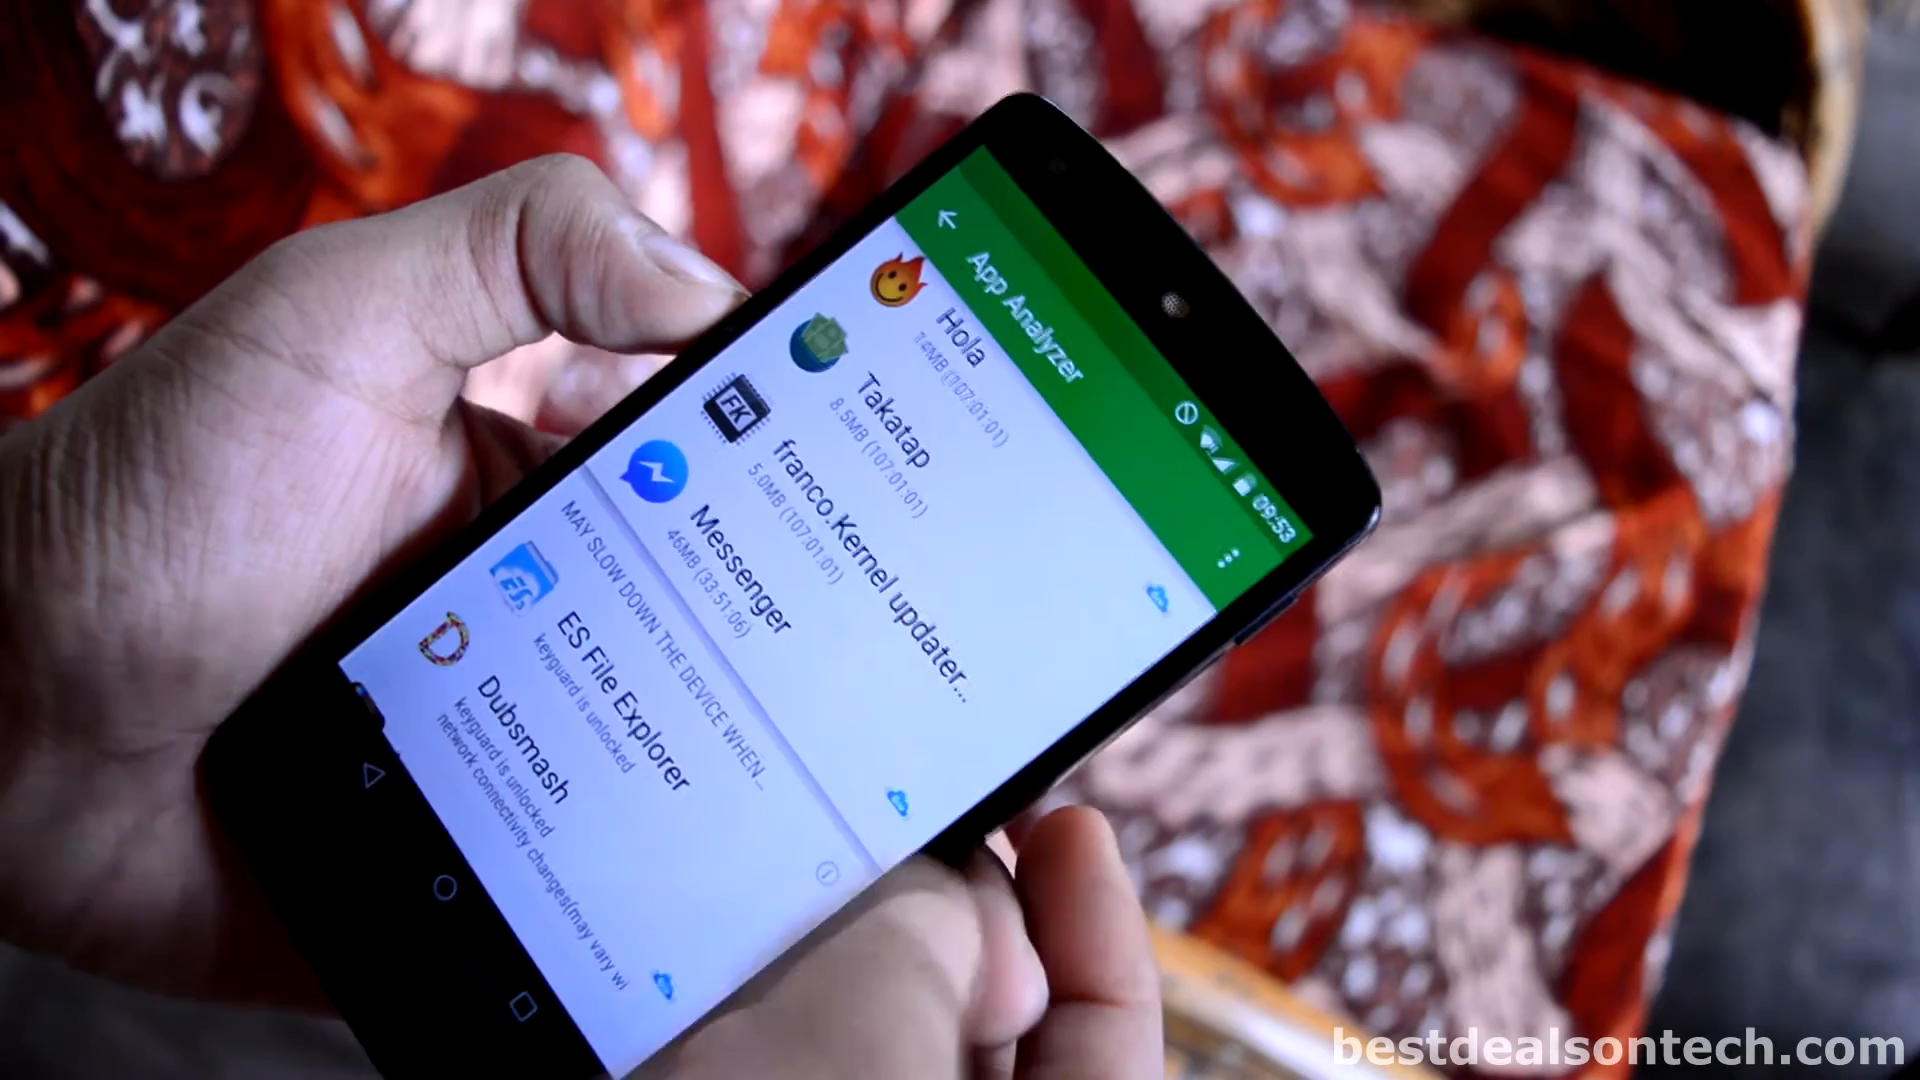 09:53
App Analyzer
Hola
14MB (107:01:01)
Takatap
8.5MB (107:01:01)
FK
franco.Kernel updater...
5.0MB (107:01:01)
Messenger
46MB (33:51:06)
MAY SLOW DOWN THE DEVICE WHEN...
ES
ES File Explorer
keyguard is unlocked
D
Dubsmash
keyguard is unlocked
network connectivity changes(may vary wi
bestdealsontech.com